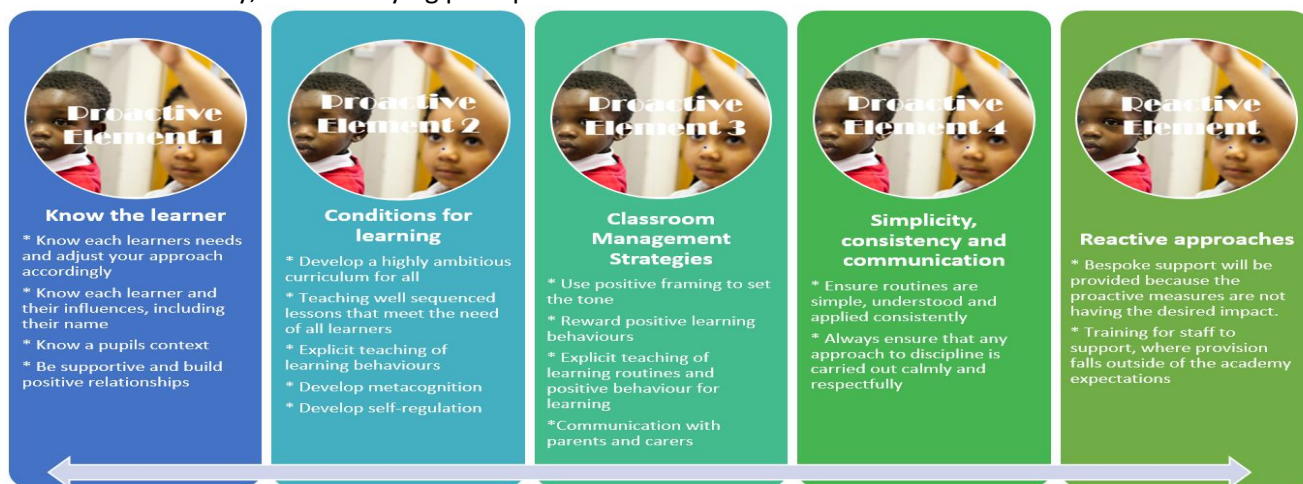 Proactive
Element 1
Know the learner
* Know each learners needs
and adjust your approach
accordingly
* Know each learner and
their influences, including
their name
* Know a pupils context
* Be supportive and build
positive relationships
Proactive
Element 2
Conditions for
learning
* Develop a highly ambitious
curriculum for all
* Teaching well sequenced
lessons that meet the need
of all learners
* Explicit teaching of
learning behaviours
* Develop metacognition
* Develop self-regulation
Proactive
Element 3
Classroom
Management
Strategies
* Use positive framing to set
the tone
* Reward positive learning
behaviours
* Explicit teaching of
learning routines and
positive behaviour for
learning
*Communication with
parents and carers
Proactive
Element 4
Simplicity,
consistency and
communication
* Ensure routines are
simple, understood and
applied consistently
* Always ensure that any
approach to discipline is
carried out calmly and
respectfully
Reactive
Element
Reactive approaches
* Bespoke support will be
provided because the
proactive measures are not
having the desired impact.
* Training for staff to
support, where provision
falls outside of the academy
expectations